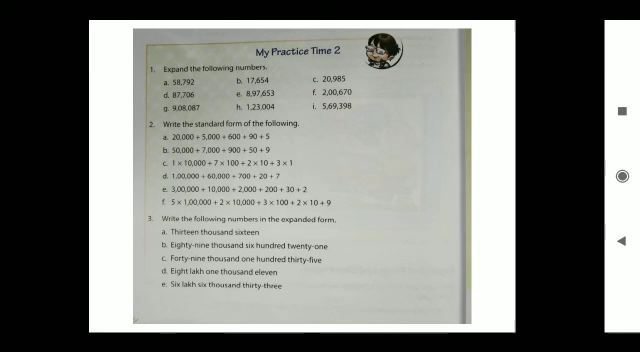 My Practice Time 2
1. Expand the following numbers.
a. 58,792 b. 17,654 c. 20,985
d. 87,706 e. 8,97,653 f. 2,00,670
g. 9,08,087 h. 1,23,004 i. 5,69,398
2. Write the standard form of the following.
a. 20,000 + 5,000 + 600 + 90 + 5
b. 50,000 + 7,000 + 900 + 50 + 9
c. 1 × 10,000 + 7 × 100 + 2 × 10 + 3 × 1
d. 1,00,000 + 60,000 + 700 + 20 + 7
e. 3,00,000 + 10,000 + 2,000 + 200 + 30 + 2
f. 5 × 1,00,000 + 2 × 10,000 + 3 × 100 + 2 × 10 + 9
3. Write the following numbers in the expanded form.
a. Thirteen thousand sixteen
b. Eighty-nine thousand six hundred twenty-one
c. Forty-nine thousand one hundred thirty-five
d. Eight lakh one thousand eleven
e. Six lakh six thousand thirty-three